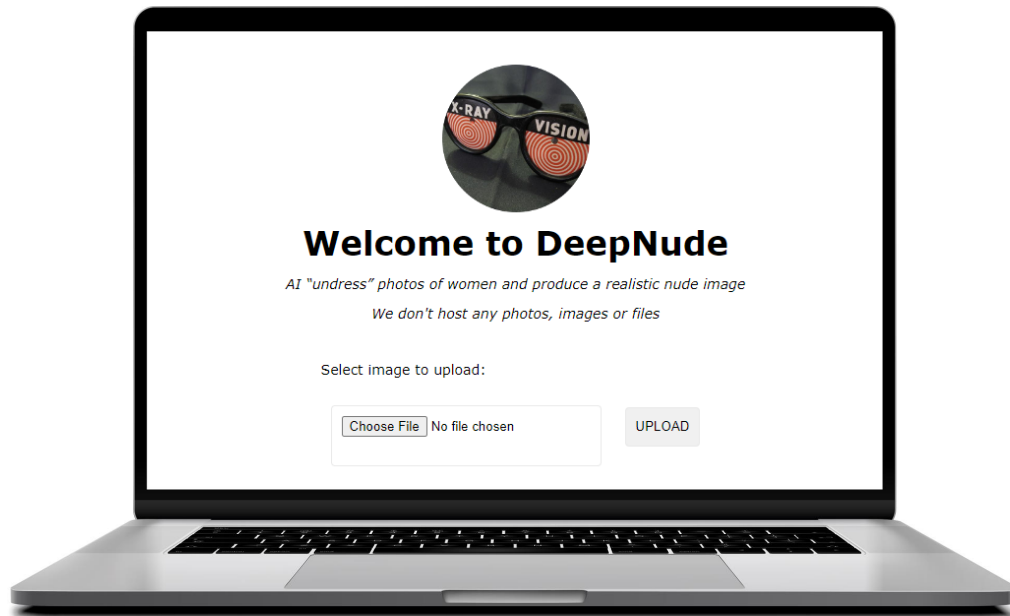 X-RAY VISION
Welcome to DeepNude
AI “undress” photos of women and produce a realistic nude image
We don't host any photos, images or files
Select image to upload:
Choose File No file chosen UPLOAD